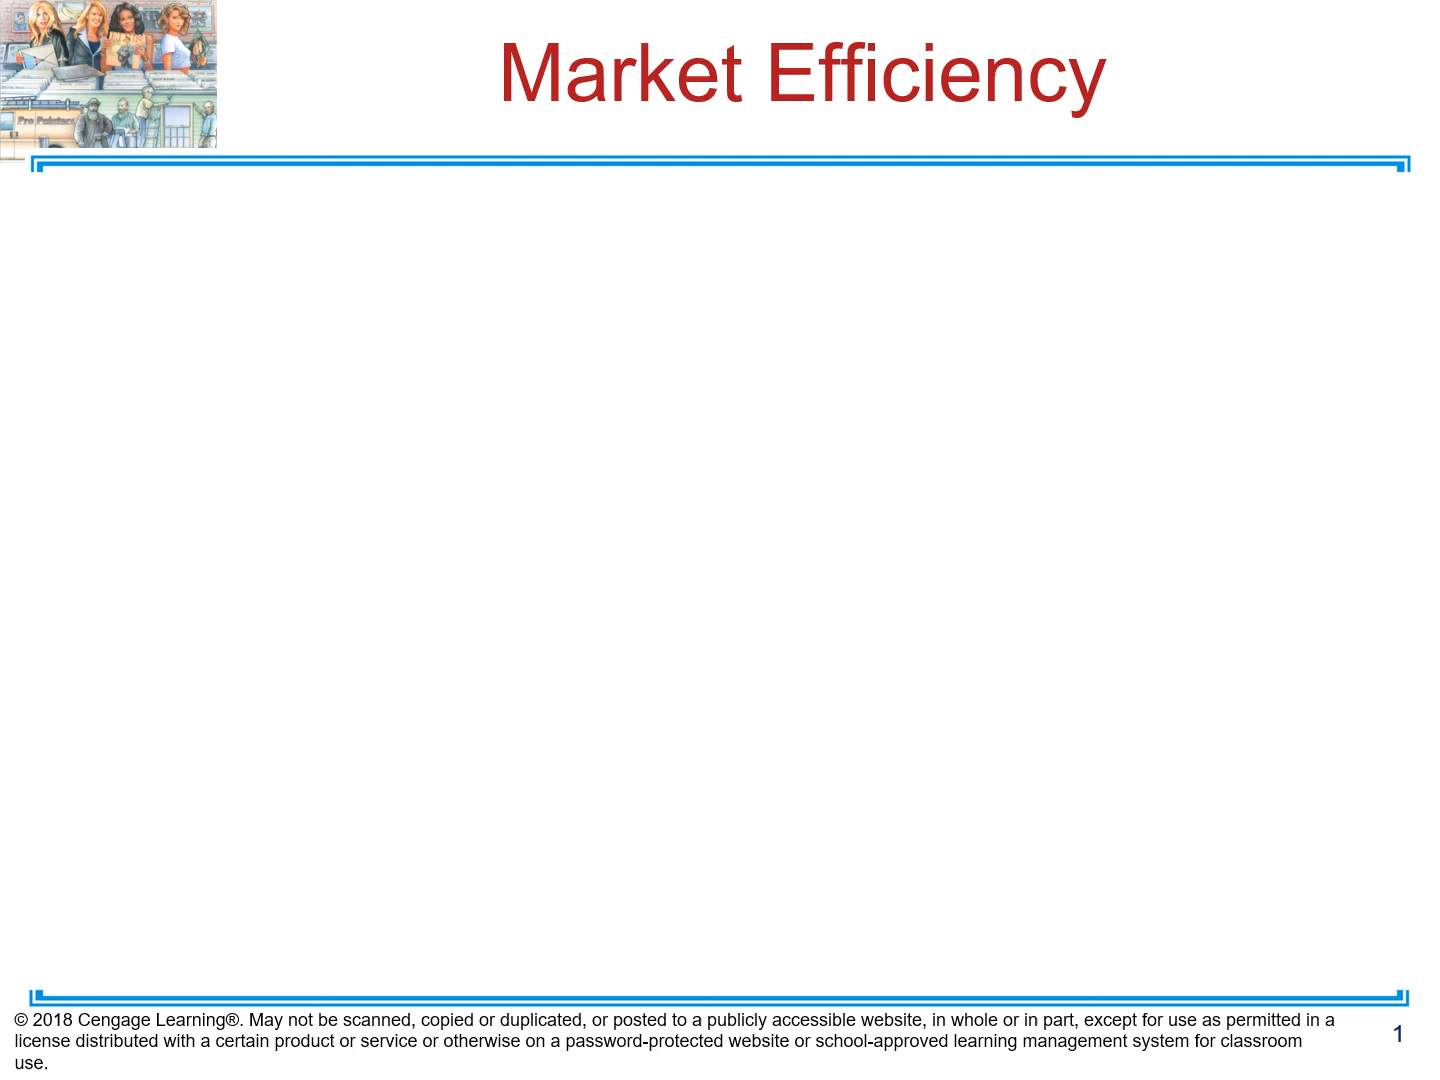 Market Efficiency
Pro Painters
© 2018 Cengage Learning®. May not be scanned, copied or duplicated, or posted to a publicly accessible website, in whole or in part, except for use as permitted in a
license distributed with a certain product or service or otherwise on a password-protected website or school-approved learning management system for classroom
use.
1